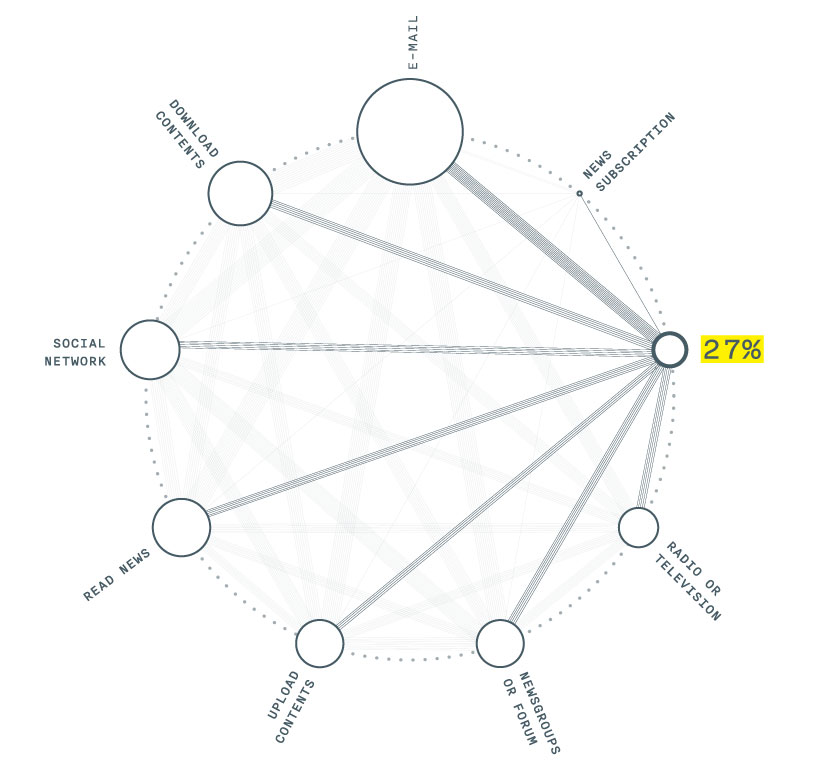 E-MAIL
NEWS
SUBSCRIPTION
DOWNLOAD
CONTENTS
SOCIAL
NETWORK
27%
READ NEWS
RADIO OR
TELEVISION
UPLOAD
CONTENTS
NEWSGROUPS
OR FORUM